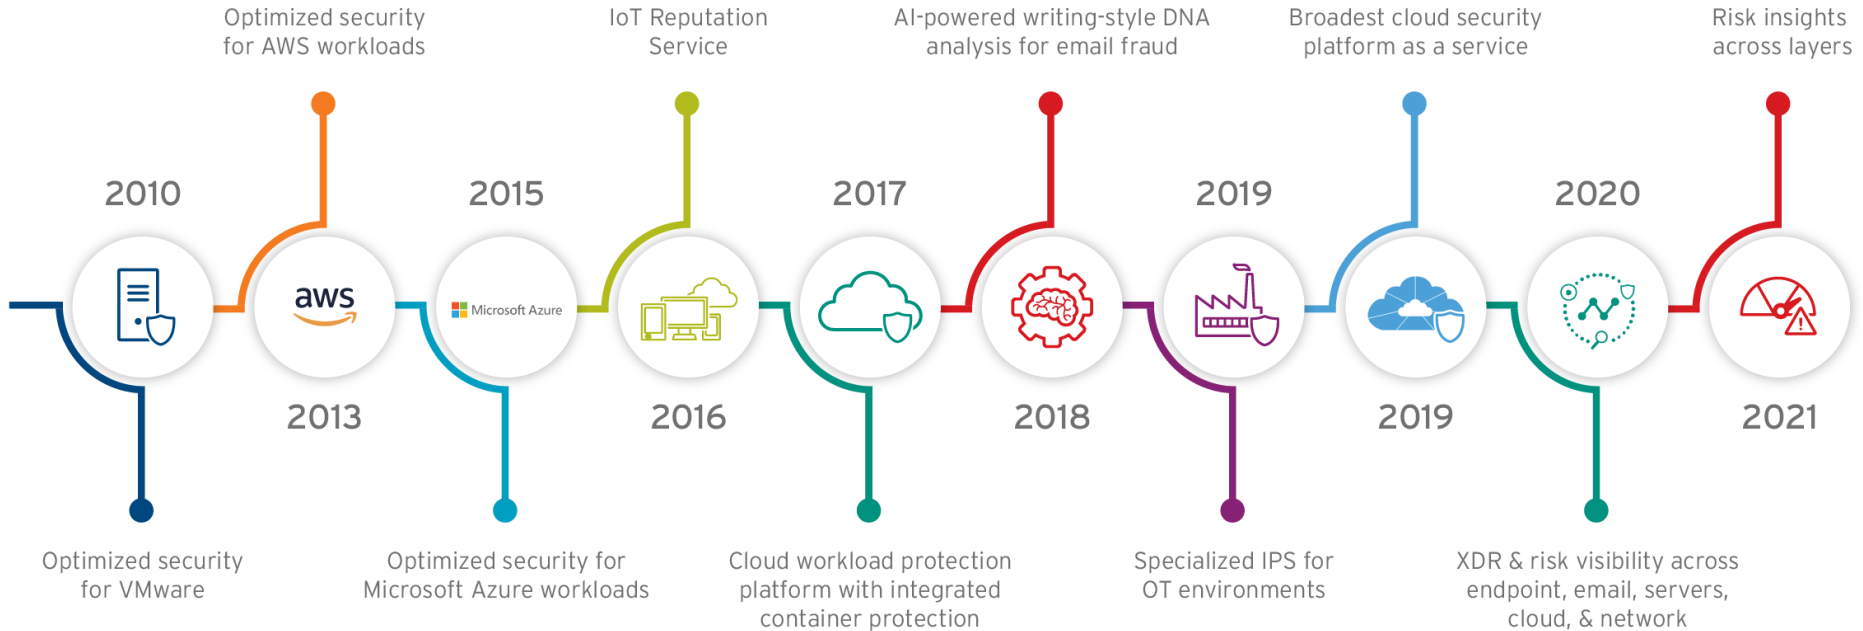 Optimized security
for AWS workloads
IoT Reputation
Service
AI-powered writing-style DNA
analysis for email fraud
Broadest cloud security
platform as a service
Risk insights
across layers
2010
2015
2017
2019
2020
aws
Microsoft Azure
2013
2016
2018
2019
2021
Optimized security
for VMware
Optimized security for
Microsoft Azure workloads
Cloud workload protection
platform with integrated
container protection
Specialized IPS for
OT environments
XDR & risk visibility across
endpoint, email, servers,
cloud, & network